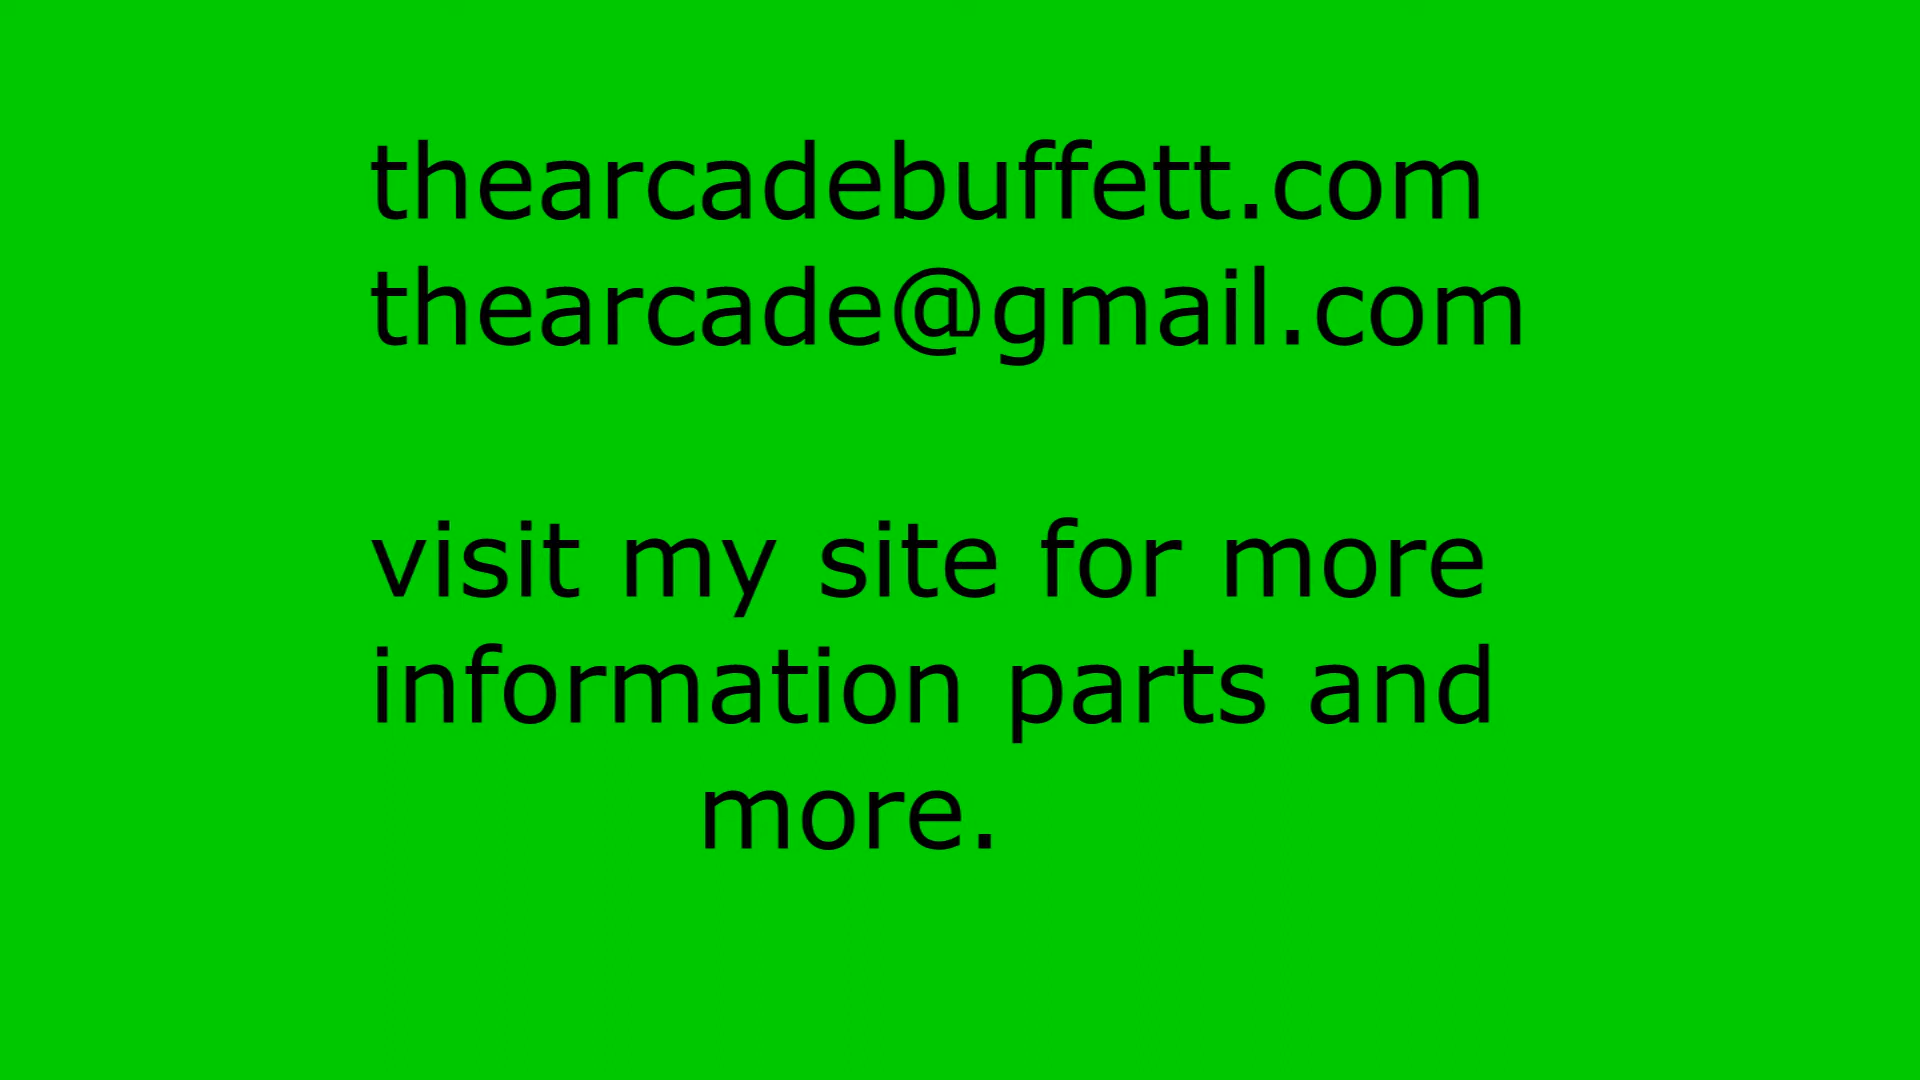 thearcadebuffett.com
thearcade@gmail.com
visit my site for more
information parts and
more.